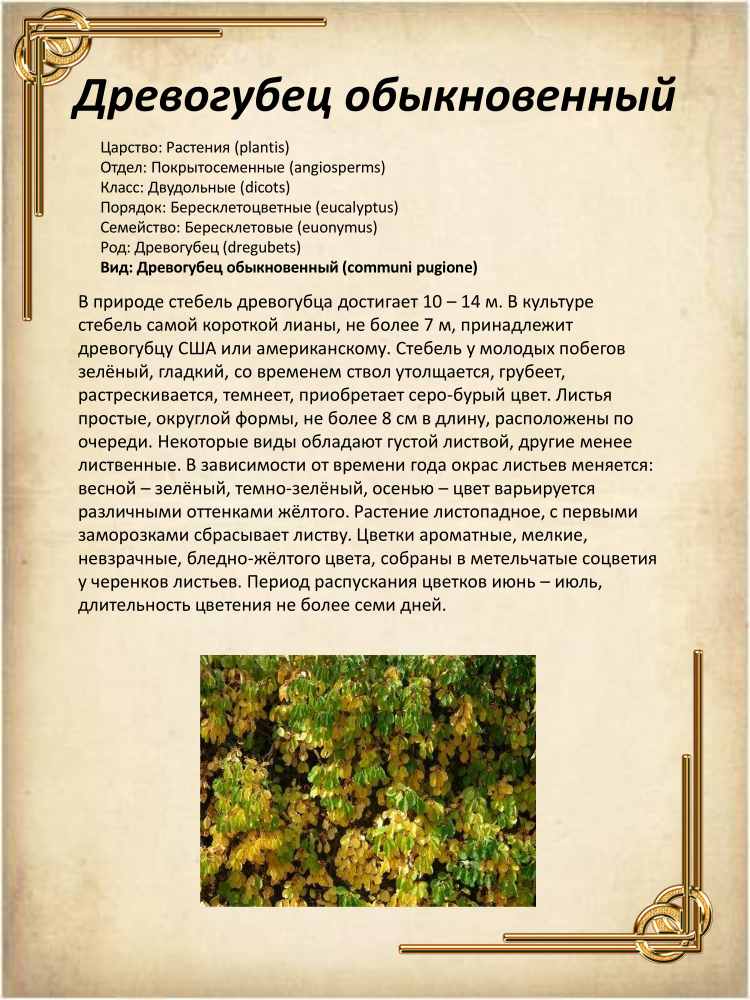 Древогубец обыкновенный
Царство: Растения (plantis)
Отдел: Покрытосеменные (angiosperms)
Класс: Двудольные (dicots)
Порядок: Бересклетоцветные (eucalyptus)
Семейство: Бересклетовые (euonymus)
Род: Древогубец (dregubets)
Вид: Древогубец обыкновенный (communi pugione)
В природе стебель древогубца достигает 10 – 14 м. В культуре
стебель самой короткой лианы, не более 7 м, принадлежит
древогубцу США или американскому. Стебель у молодых побегов
зелёный, гладкий, со временем ствол утолщается, грубеет,
растрескивается, темнеет, приобретает серо-бурый цвет. Листья
простые, округлой формы, не более 8 см в длину, расположены по
очереди. Некоторые виды обладают густой листвой, другие менее
лиственные. В зависимости от времени года окрас листьев меняется:
весной – зелёный, темно-зелёный, осенью – цвет варьируется
различными оттенками жёлтого. Растение листопадное, с первыми
заморозками сбрасывает листву. Цветки ароматные, мелкие,
невзрачные, бледно-жёлтого цвета, собраны в метельчатые соцветия
у черенков листьев. Период распускания цветков июнь – июль,
длительность цветения не более семи дней.